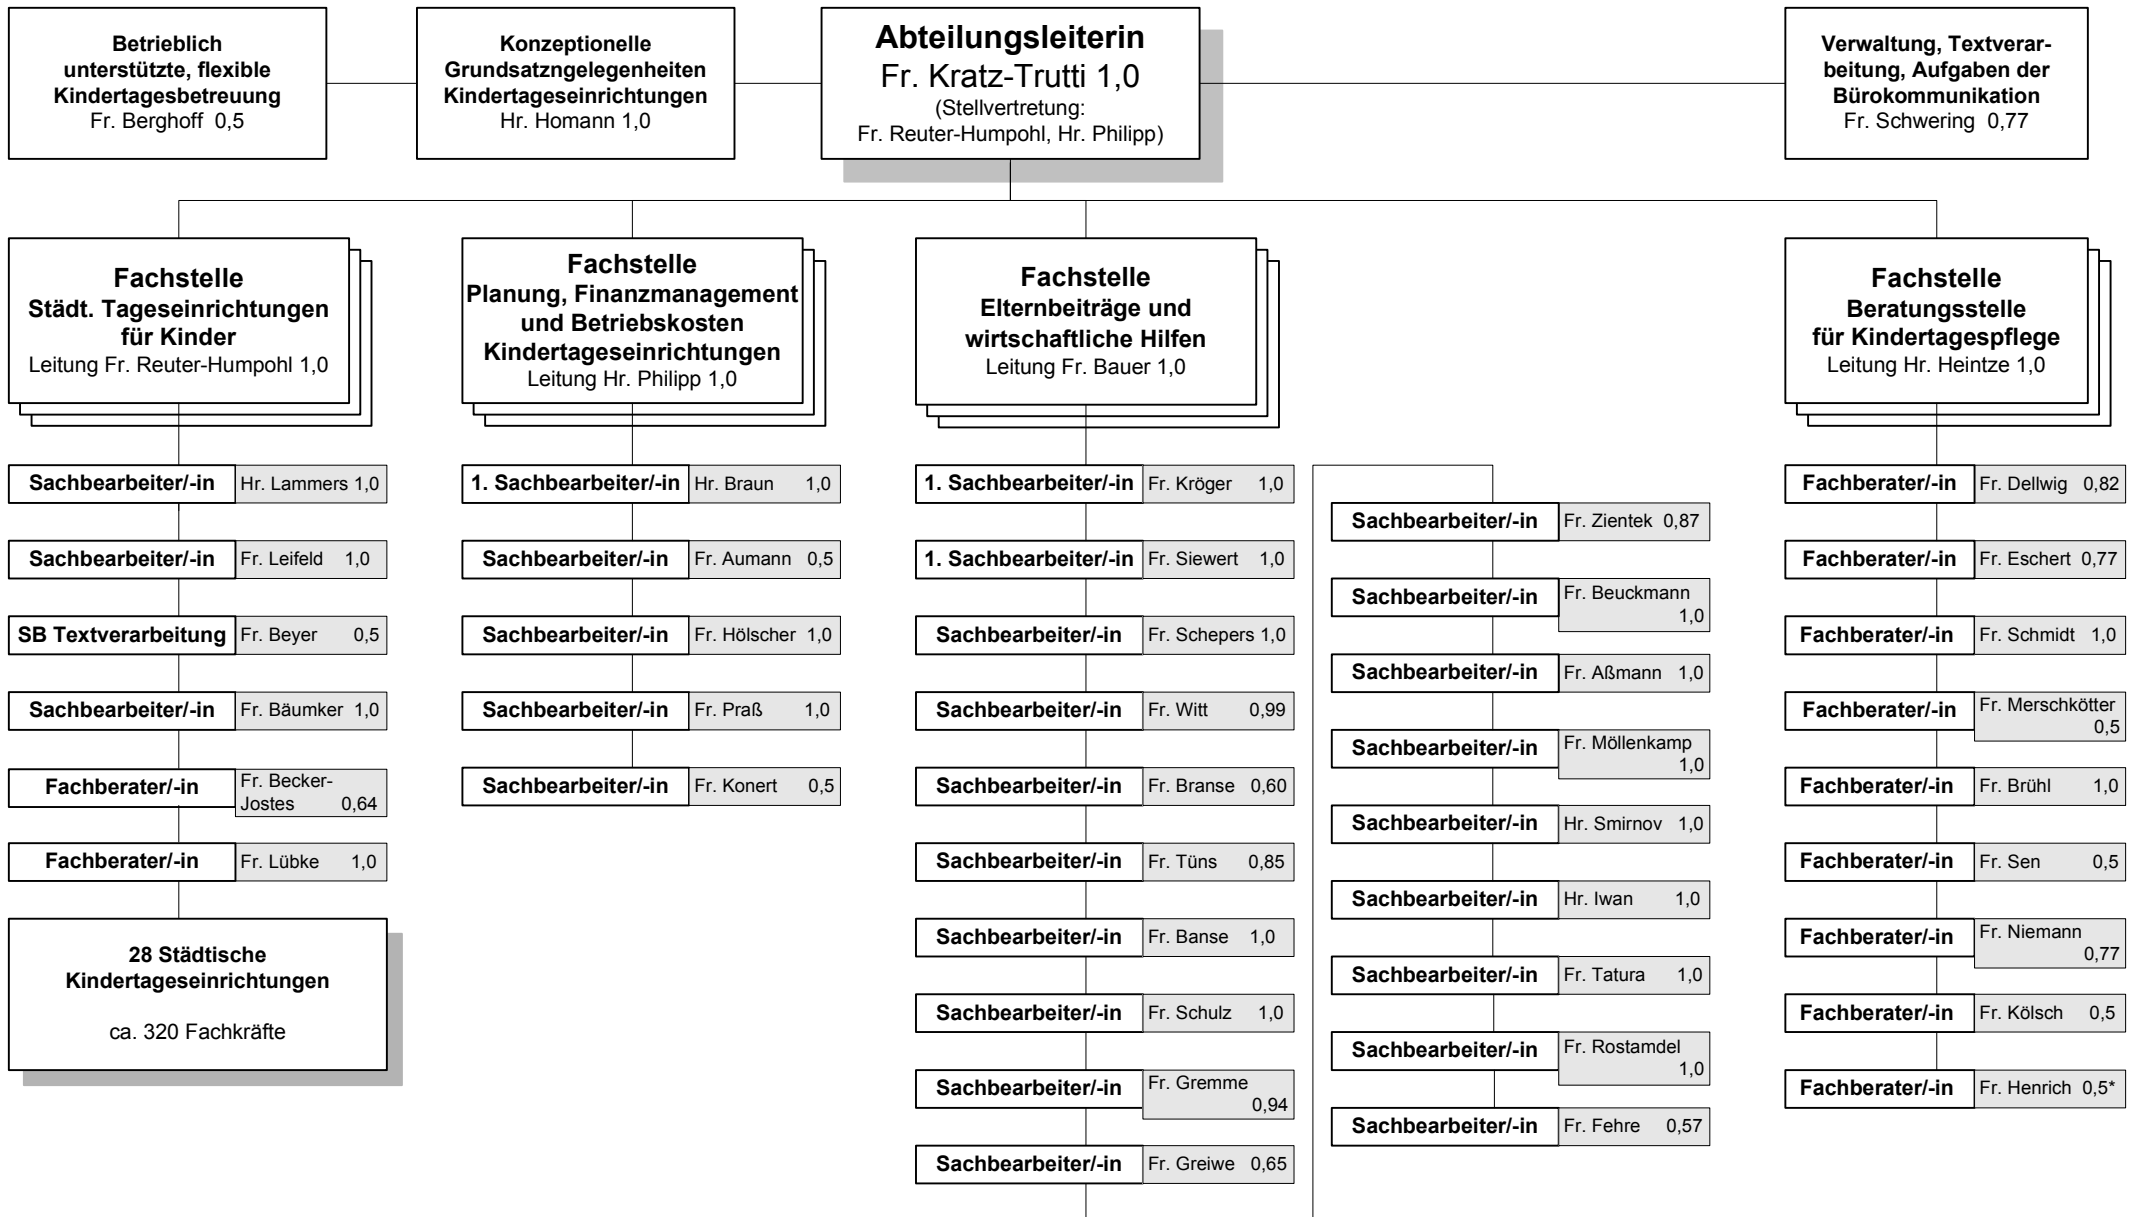 Betrieblich
unterstützte, flexible
Kindertagesbetreuung
Fr. Berghoff 0,5
Konzeptionelle
Grundsatzngelegenheiten
Kindertageseinrichtungen
Hr. Homann 1,0
Abteilungsleiterin
Fr. Kratz-Trutti 1,0
(Stellvertretung:
Fr. Reuter-Humpohl, Hr. Philipp)
Verwaltung, Textverar-
beitung, Aufgaben der
Bürokommunikation
Fr. Schwering 0,77
Fachstelle
Städt. Tageseinrichtungen
für Kinder
Leitung Fr. Reuter-Humpohl 1,0
Sachbearbeiter/-in Hr. Lammers 1,0
Sachbearbeiter/-in Fr. Leifeld 1,0
SB Textverarbeitung Fr. Beyer 0,5
Sachbearbeiter/-in Fr. Bäumker 1,0
Fachberater/-in Fr. Becker-
Jostes 0,64
Fachberater/-in Fr. Lübke 1,0
28 Städtische
Kindertageseinrichtungen
ca. 320 Fachkräfte
Fachstelle
Planung, Finanzmanagement
und Betriebskosten
Kindertageseinrichtungen
Leitung Hr. Philipp 1,0
1. Sachbearbeiter/-in Hr. Braun 1,0
Sachbearbeiter/-in Fr. Aumann 0,5
Sachbearbeiter/-in Fr. Hölscher 1,0
Sachbearbeiter/-in Fr. Praß 1,0
Sachbearbeiter/-in Fr. Konert 0,5
Fachstelle
Elternbeiträge und
wirtschaftliche Hilfen
Leitung Fr. Bauer 1,0
1. Sachbearbeiter/-in Fr. Kröger 1,0
1. Sachbearbeiter/-in Fr. Siewert 1,0
Sachbearbeiter/-in Fr. Schepers 1,0
Sachbearbeiter/-in Fr. Witt 0,99
Sachbearbeiter/-in Fr. Branse 0,60
Sachbearbeiter/-in Fr. Tüns 0,85
Sachbearbeiter/-in Fr. Banse 1,0
Sachbearbeiter/-in Fr. Schulz 1,0
Sachbearbeiter/-in Fr. Gremme
0,94
Sachbearbeiter/-in Fr. Greiwe 0,65
Sachbearbeiter/-in Fr. Zientek 0,87
Sachbearbeiter/-in Fr. Beuckmann
1,0
Sachbearbeiter/-in Fr. Aßmann 1,0
Sachbearbeiter/-in Fr. Möllenkamp
1,0
Sachbearbeiter/-in Hr. Smirnov 1,0
Sachbearbeiter/-in Hr. Iwan 1,0
Sachbearbeiter/-in Fr. Tatura 1,0
Sachbearbeiter/-in Fr. Rostamdel
1,0
Sachbearbeiter/-in Fr. Fehre 0,57
Fachstelle
Beratungsstelle
für Kindertagespflege
Leitung Hr. Heintze 1,0
Fachberater/-in Fr. Dellwig 0,82
Fachberater/-in Fr. Eschert 0,77
Fachberater/-in Fr. Schmidt 1,0
Fachberater/-in Fr. Merschkötter
0,5
Fachberater/-in Fr. Brühl 1,0
Fachberater/-in Fr. Sen 0,5
Fachberater/-in Fr. Niemann
0,77
Fachberater/-in Fr. Kölsch 0,5
Fachberater/-in Fr. Henrich 0,5*